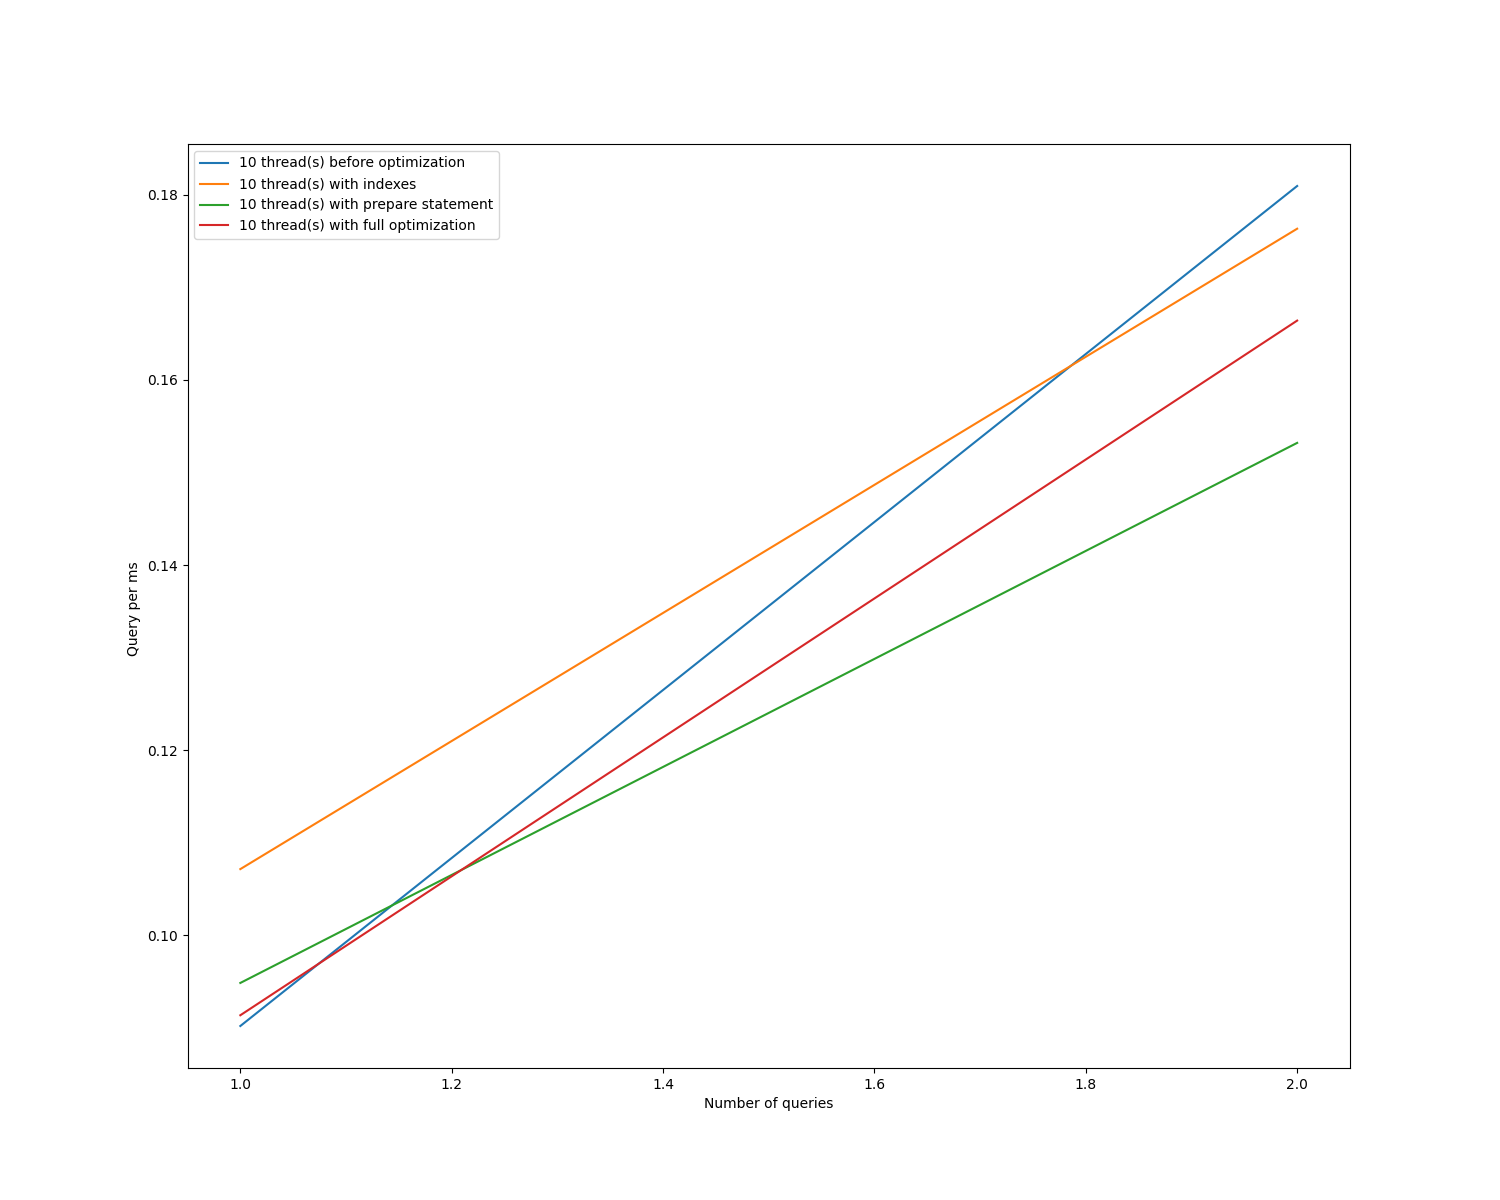 10 thread(s) before optimization
10 thread(s) with indexes
10 thread(s) with prepare statement
10 thread(s) with full optimization
0.18
0.16
0.14
0.12
0.10
Query per ms
1.0 1.2 1.4 1.6 1.8 2.0
Number of queries